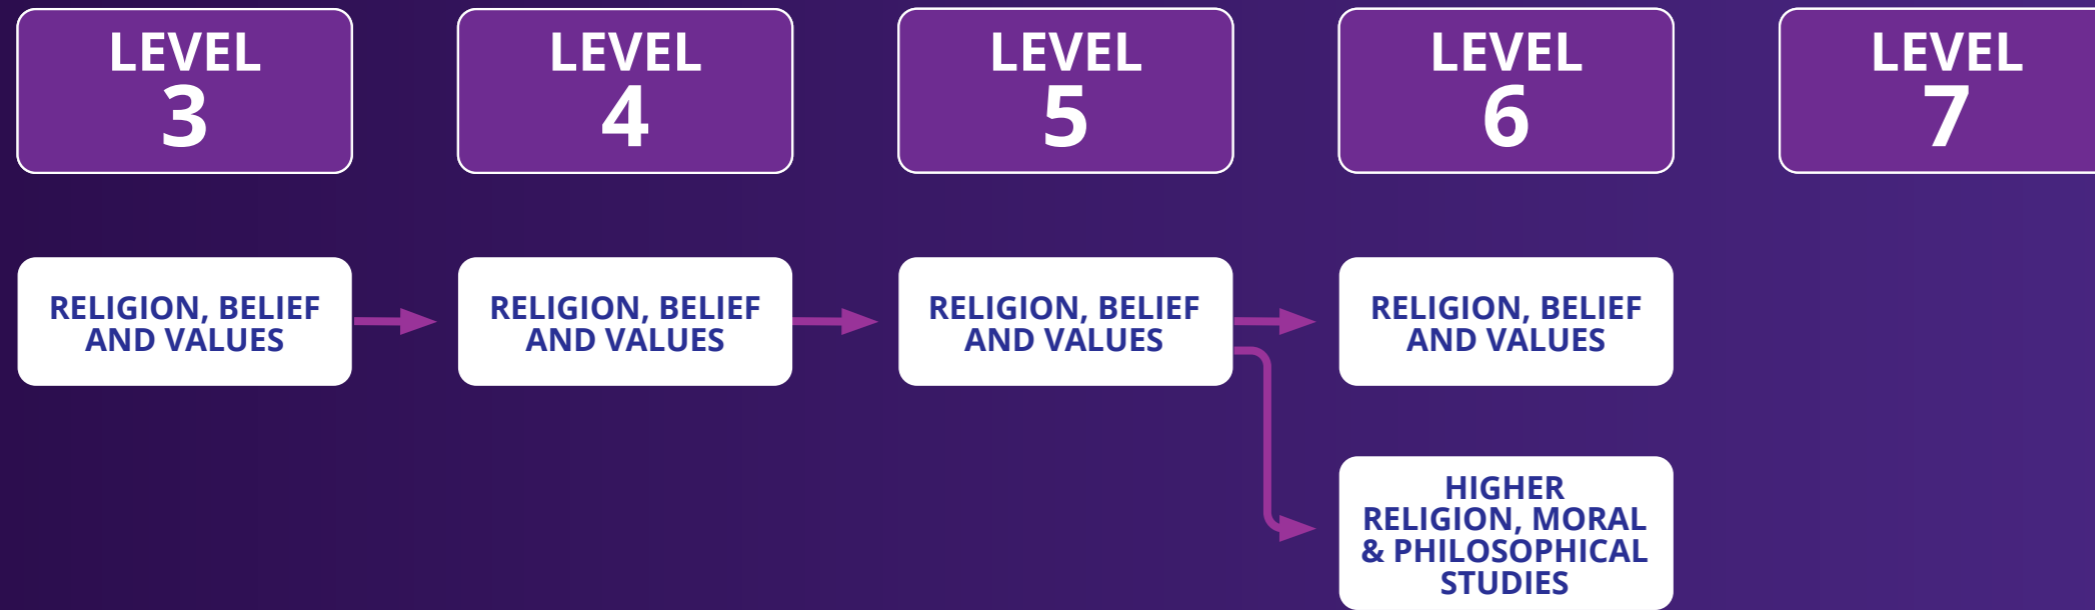 LEVEL
3
LEVEL
4
LEVEL
5
LEVEL
6
LEVEL
7
RELIGION, BELIEF
AND VALUES
RELIGION, BELIEF
AND VALUES
RELIGION, BELIEF
AND VALUES
RELIGION, BELIEF
AND VALUES
HIGHER
RELIGION, MORAL
& PHILOSOPHICAL
STUDIES